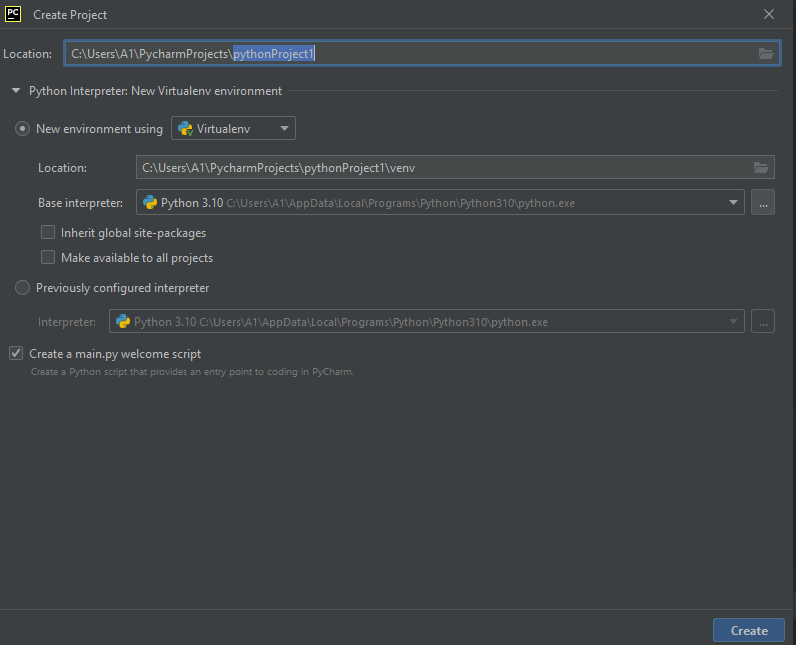 PC Create Project
Location: C:\Users\A1\PycharmProjects\pythonProject1
Python Interpreter: New Virtualenv environment
New environment using Virtualenv
Location: C:\Users\A1\PycharmProjects\pythonProject1\venv
Base interpreter: Python 3.10 C:\Users\A1\AppData\Local\Programs\Python\Python310\python.exe ...
Inherit global site-packages
Make available to all projects
Previously configured interpreter
Interpreter: Python 3.10 C:\Users\A1\AppData\Local\Programs\Python\Python310\python.exe ...
Create a main.py welcome script
Create a Python script that provides an entry point to coding in PyCharm.
Create